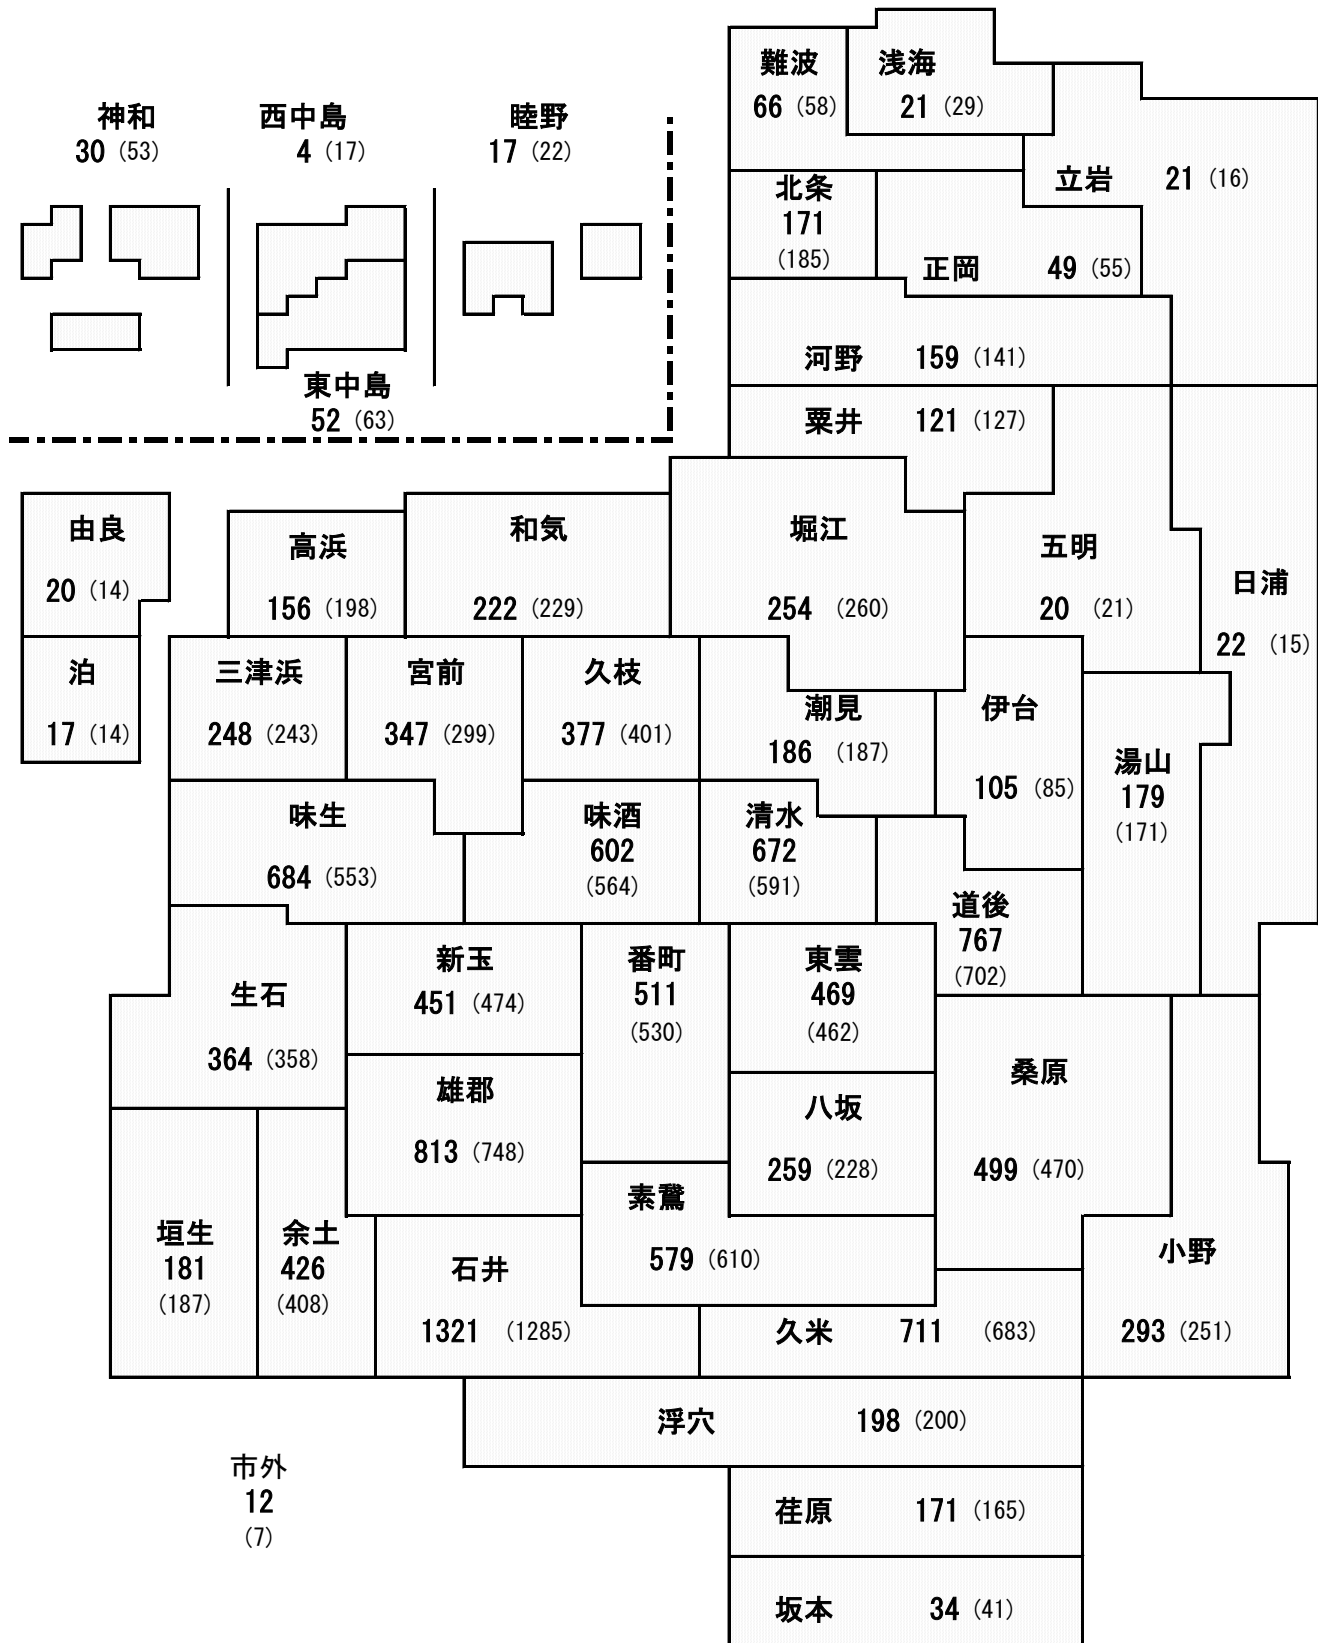 難波
66 (58)
浅海
21 (29)
神和
30 (53)
西中島
4 (17)
睦野
17 (22)
東中島
52 (63)
立岩 21 (16)
北条
171
(185)
正岡 49 (55)
河野 159 (141)
粟井 121 (127)
由良
20 (14)
高浜
156 (198)
和気
222 (229)
堀江
254 (260)
五明
20 (21)
日浦
22 (15)
泊
17 (14)
三津浜
248 (243)
宮前
347 (299)
久枝
377 (401)
潮見
186 (187)
伊台
105 (85)
湯山
179
(171)
味生
684 (553)
味酒
602
(564)
清水
672
(591)
道後
767
(702)
生石
364 (358)
新玉
451 (474)
番町
511
(530)
東雲
469
(462)
雄郡
813 (748)
八坂
259 (228)
桑原
499 (470)
垣生
181
(187)
余土
426
(408)
石井
1321 (1285)
素鵞
579 (610)
久米 711 (683)
小野
293 (251)
浮穴 198 (200)
市外
12
(7)
荏原 171 (165)
坂本 34 (41)